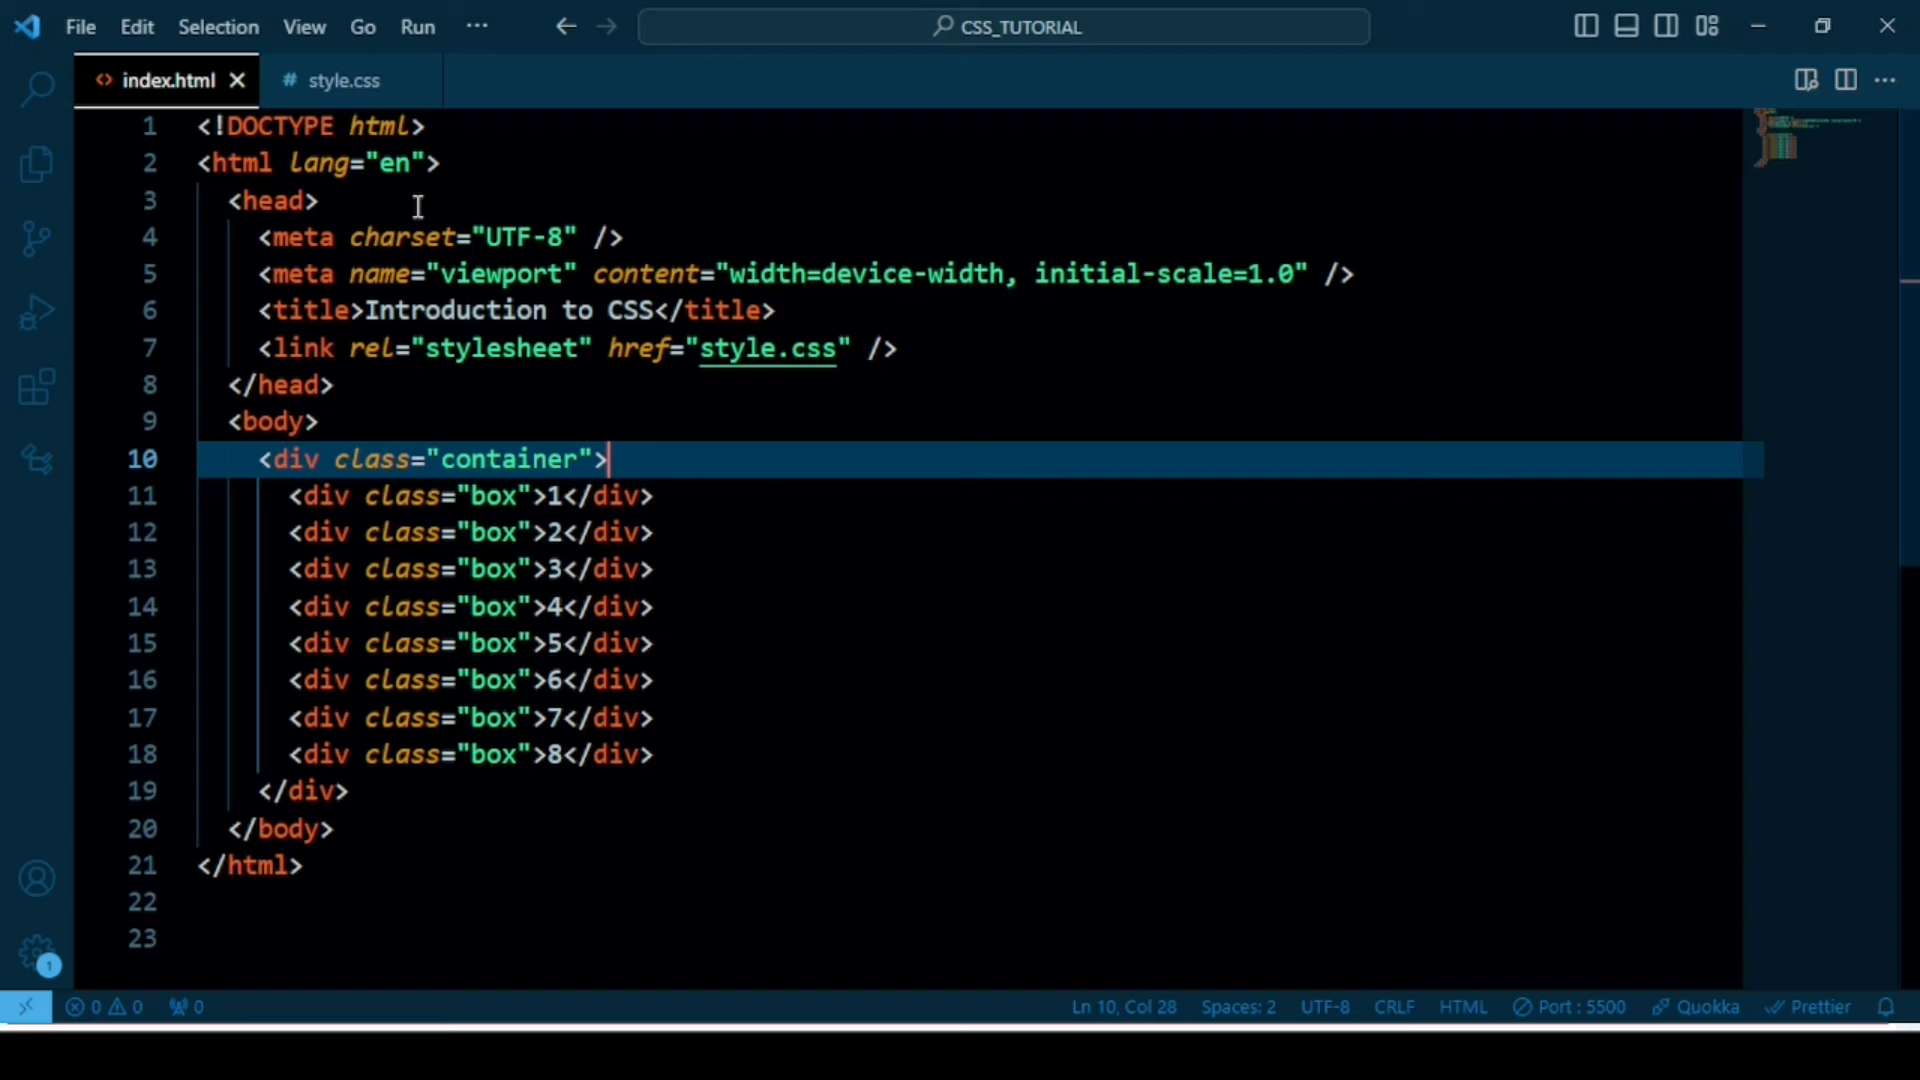 File Edit Selection View Go Run ··· CSS_TUTORIAL
index.html # style.css
1 <!DOCTYPE html>
2 <html lang="en">
3 <head>
4 <meta charset="UTF-8" />
5 <meta name="viewport" content="width=device-width, initial-scale=1.0" />
6 <title>Introduction to CSS</title>
7 <link rel="stylesheet" href="style.css" />
8 </head>
9 <body>
10 <div class="container">
11 <div class="box">1</div>
12 <div class="box">2</div>
13 <div class="box">3</div>
14 <div class="box">4</div>
15 <div class="box">5</div>
16 <div class="box">6</div>
17 <div class="box">7</div>
18 <div class="box">8</div>
19 </div>
20 </body>
21 </html>
22
23
1
0 0 0 Ln 10, Col 28 Spaces: 2 UTF-8 CRLF HTML Port : 5500 Quokka Prettier